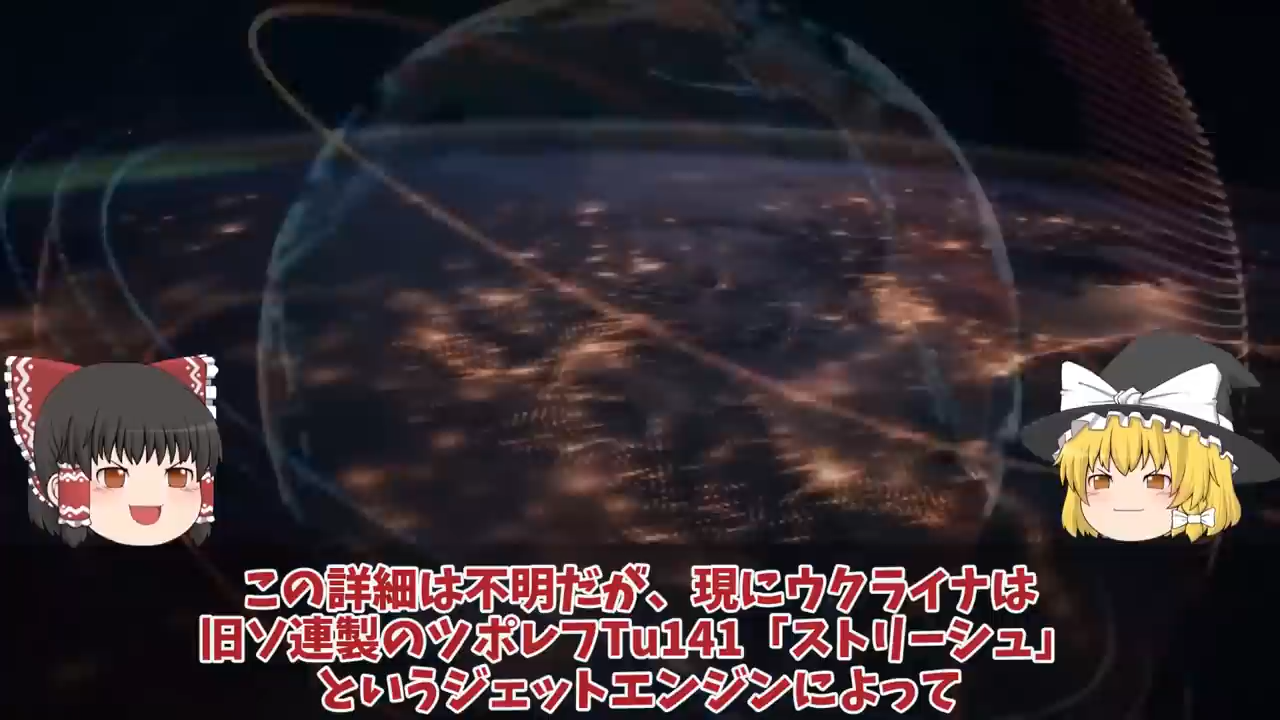 この詳細は不明だが、現にウクライナは
旧ソ連製のツポレフTu141「ストリーシュ」
というジェットエンジンによって